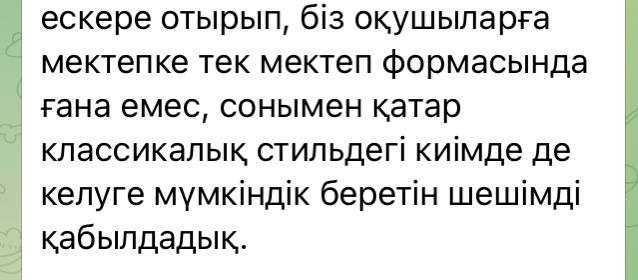 ескере отырып, біз оқушыларға
мектепке тек мектеп формасында
ғана емес, сонымен қатар
классикалық стильдегі киімде де
келуге мүмкіндік беретін шешімді
қабылдадық.